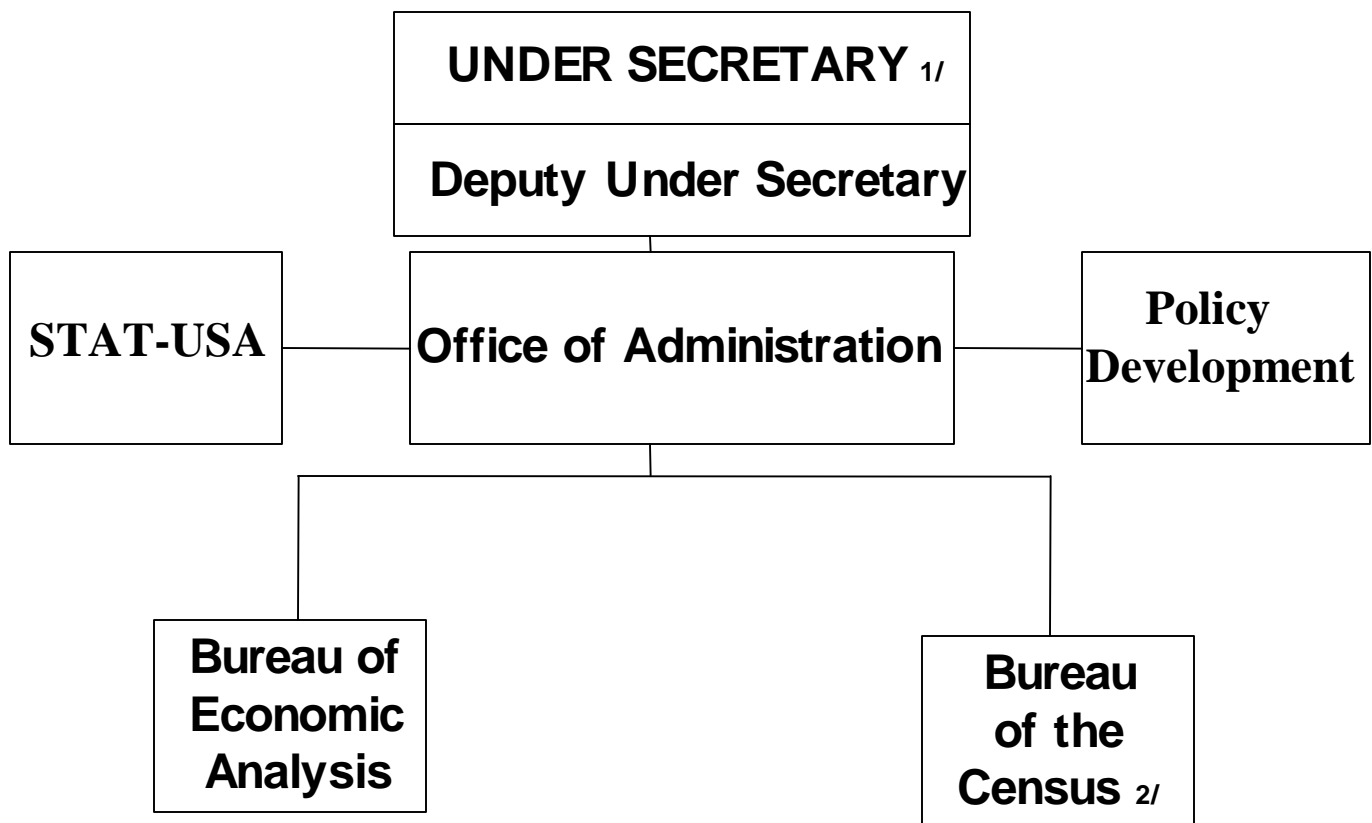 UNDER SECRETARY 1/
Deputy Under Secretary
STAT-USA
Office of Administration
Policy
Development
Bureau of
Economic
Analysis
Bureau
of the
Census 2/